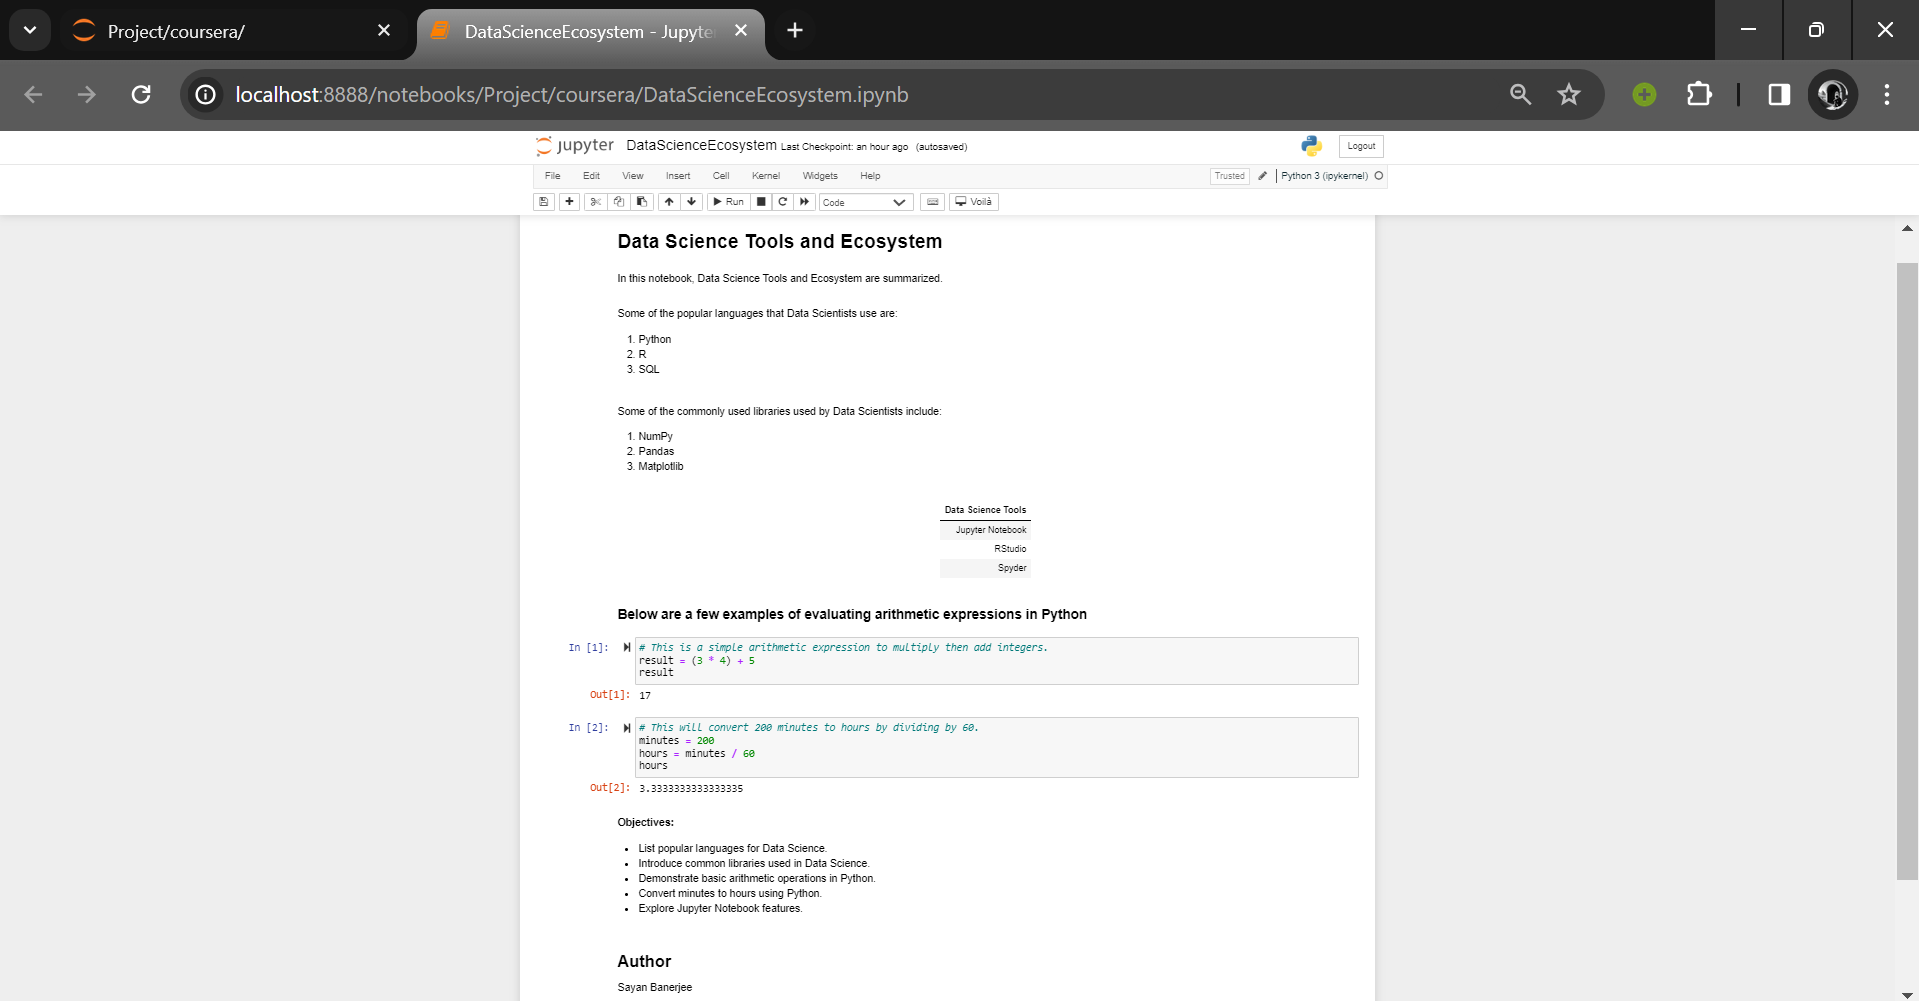 Project/coursera/
DataScienceEcosystem - Jupyte
localhost:8888/notebooks/Project/coursera/DataScienceEcosystem.ipynb
jupyter DataScienceEcosystem Last Checkpoint: an hour ago (autosaved)
Logout
File Edit View Insert Cell Kernel Widgets Help
Trusted Python 3 (ipykernel)
Run Code Voilà
Data Science Tools and Ecosystem
In this notebook, Data Science Tools and Ecosystem are summarized.
Some of the popular languages that Data Scientists use are:
1. Python
2. R
3. SQL
Some of the commonly used libraries used by Data Scientists include:
1. NumPy
2. Pandas
3. Matplotlib
Data Science Tools
Jupyter Notebook
RStudio
Spyder
Below are a few examples of evaluating arithmetic expressions in Python
In [1]: # This is a simple arithmetic expression to multiply then add integers.
result = (3 * 4) + 5
result
Out[1]: 17
In [2]: # This will convert 200 minutes to hours by dividing by 60.
minutes = 200
hours = minutes / 60
hours
Out[2]: 3.3333333333333335
Objectives:
• List popular languages for Data Science.
• Introduce common libraries used in Data Science.
• Demonstrate basic arithmetic operations in Python.
• Convert minutes to hours using Python.
• Explore Jupyter Notebook features.
Author
Sayan Banerjee